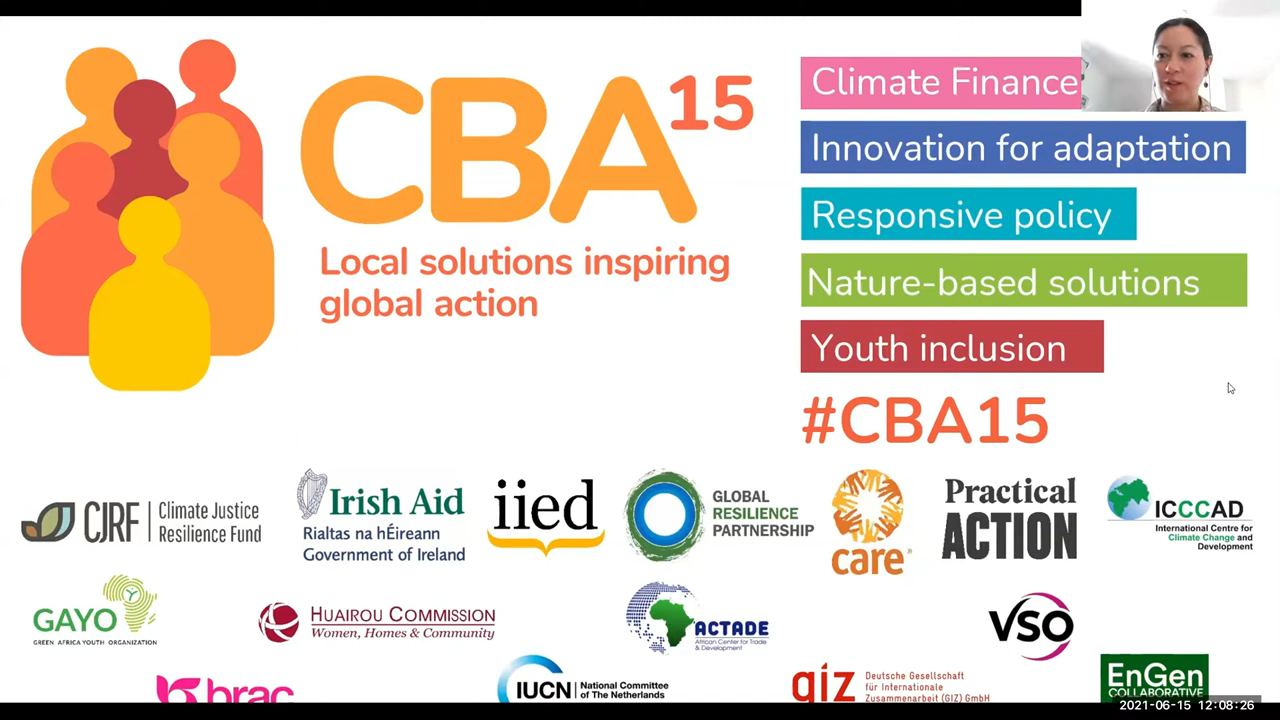 CBA15
Local solutions inspiring
global action
Climate Finance
Innovation for adaptation
Responsive policy
Nature-based solutions
Youth inclusion
#CBA15
CJRF
Climate Justice
Resilience Fund
Irish Aid
Rialtas na hÉireann
Government of Ireland
iied
GLOBAL
RESILIENCE
PARTNERSHIP
care®
Practical
ACTION
ICCCAD
International Centre for
Climate Change and
Development
GAYO
GREEN AFRICA YOUTH ORGANIZATION
HUAIROU COMMISSION
Women, Homes & Community
ACTADE
African Center for Trade
& Development
VSO
brac
IUCN
National Committee
of The Netherlands
giz
Deutsche Gesellschaft
für Internationale
Zusammenarbeit (GIZ) GmbH
EnGen
COLLABORATIVE
2021-06-15 12:08:26